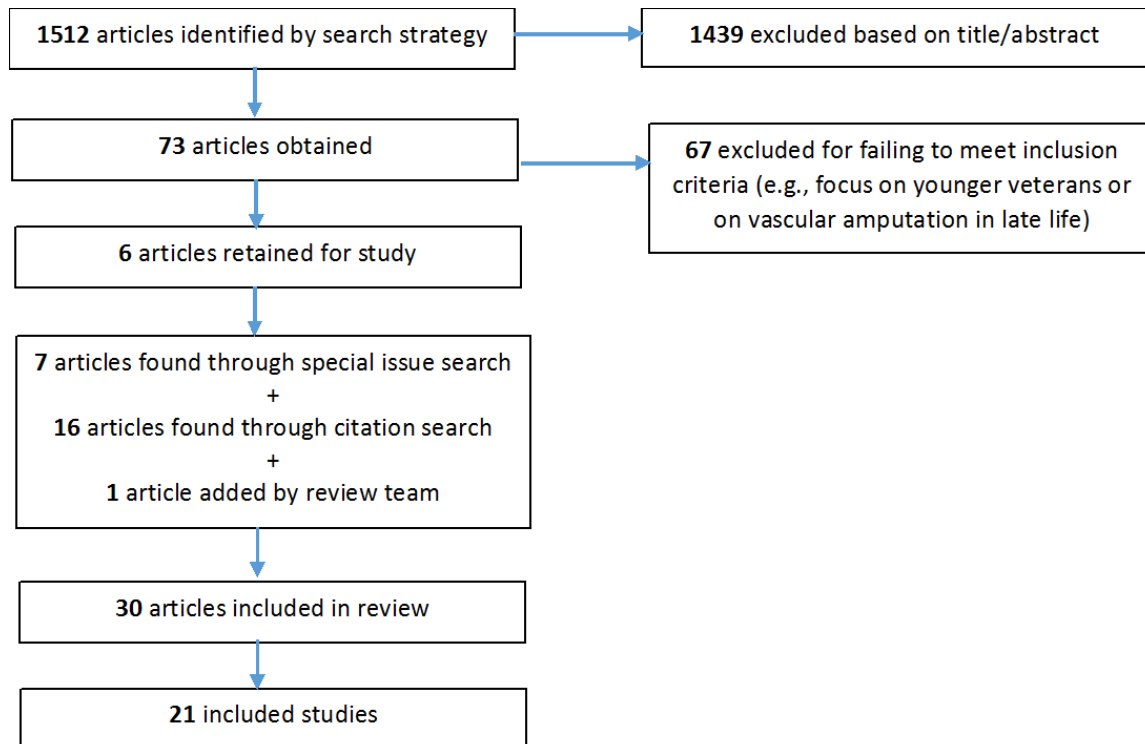 1512 articles identified by search strategy
1439 excluded based on title/abstract
73 articles obtained
67 excluded for failing to meet inclusion
criteria (e.g., focus on younger veterans or
on vascular amputation in late life)
6 articles retained for study
7 articles found through special issue search
+
16 articles found through citation search
+
1 article added by review team
30 articles included in review
21 included studies